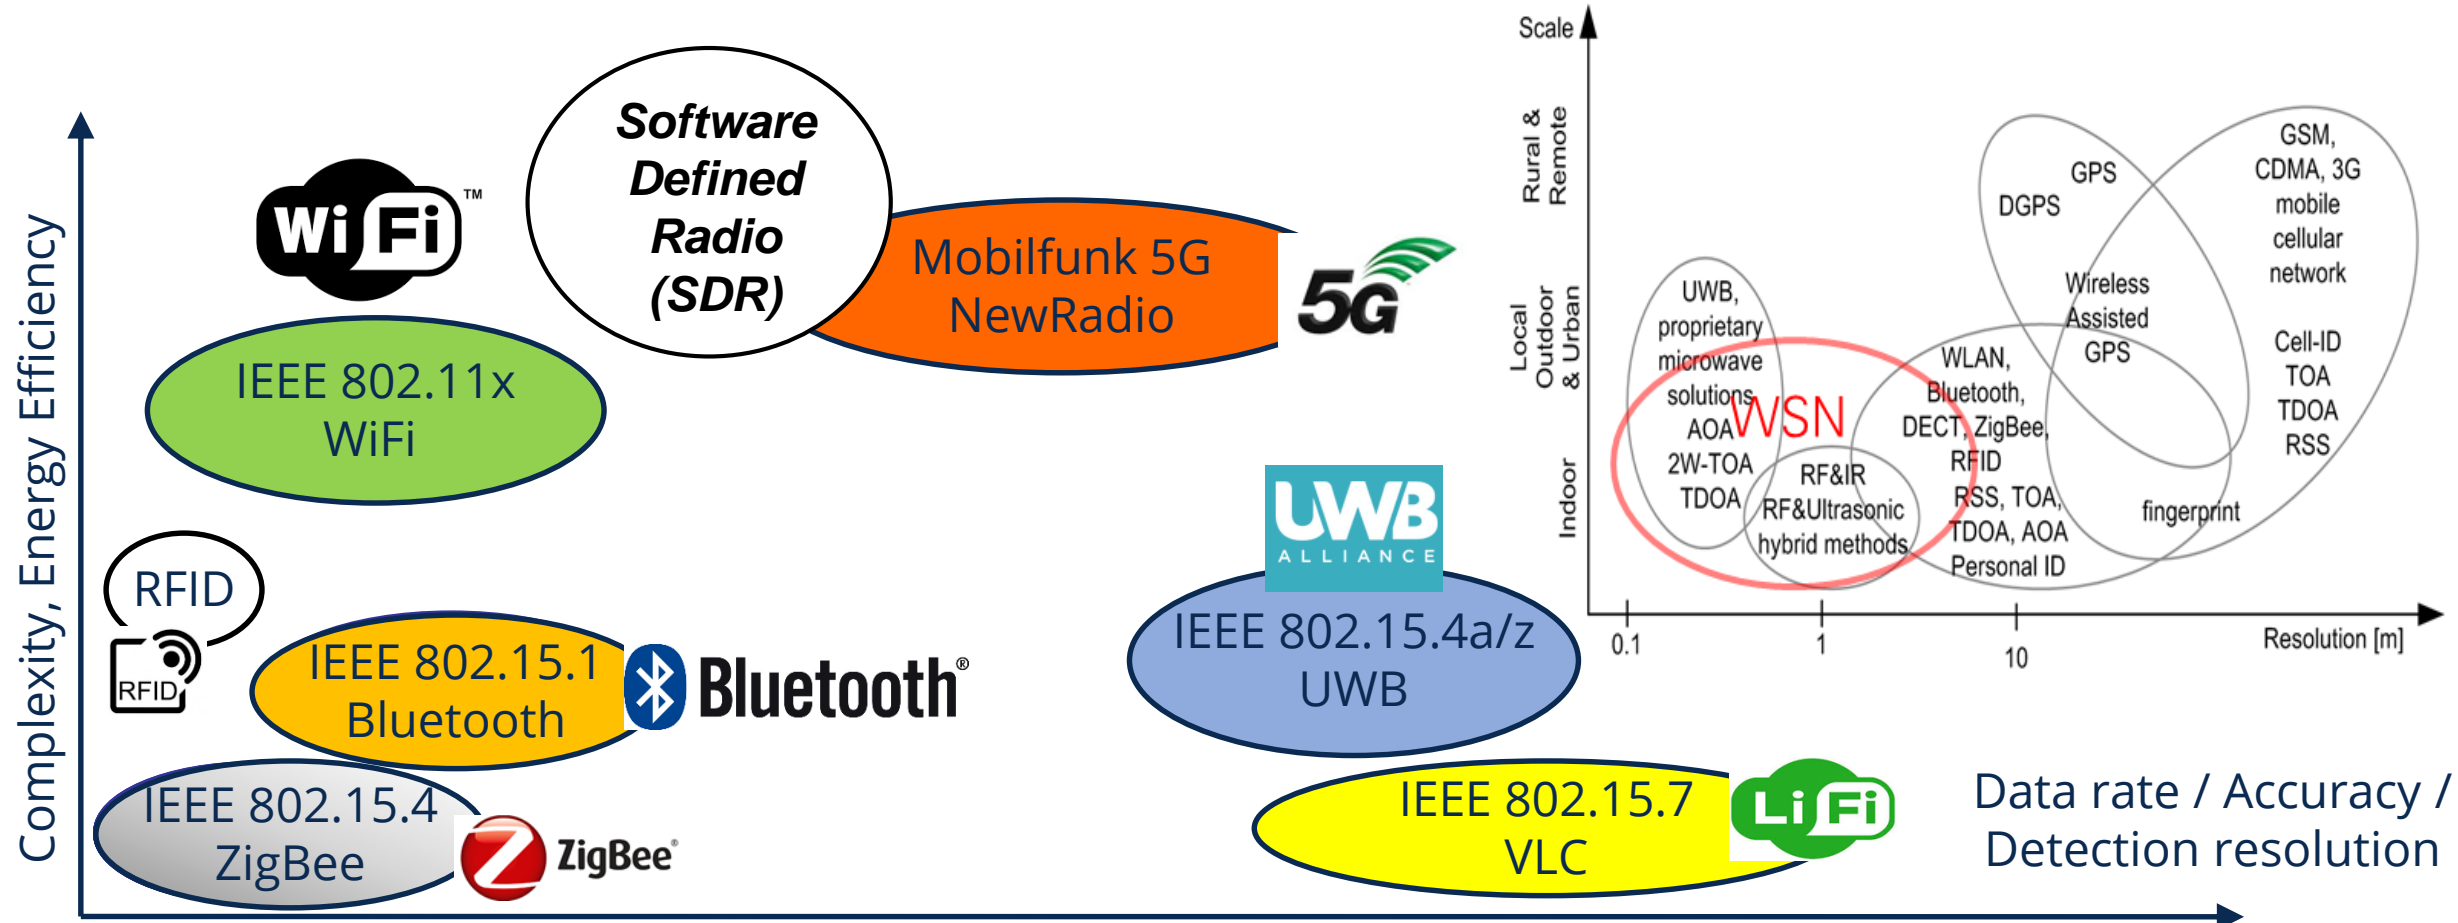 Complexity, Energy Efficiency
WiFi™
IEEE 802.11x
WiFi
Software
Defined
Radio
(SDR)
Mobilfunk 5G
NewRadio
5G
RFID
RFID
IEEE 802.15.1
Bluetooth
Bluetooth®
IEEE 802.15.4
ZigBee
ZigBee®
UWB
ALLIANCE
IEEE 802.15.4a/z
UWB
IEEE 802.15.7
VLC
LiFi
Data rate / Accuracy /
Detection resolution
Scale
Rural &
Remote
Local
Outdoor
& Urban
Indoor
UWB,
proprietary
microwave
solutions
AOA
2W-TOA
TDOA
WSN
RF&IR
RF&Ultrasonic
hybrid methods
WLAN,
Bluetooth,
DECT, ZigBee,
RFID
RSS, TOA,
TDOA, AOA
Personal ID
GPS
DGPS
Wireless
Assisted
GPS
GSM,
CDMA, 3G
mobile
cellular
network
Cell-ID
TOA
TDOA
RSS
fingerprint
0.1
1
10
Resolution [m]